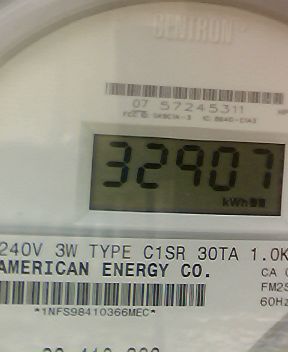 CENTRON®
07 57245311
32907
kWh
240V 3W TYPE C1SR 30TA 1.0K
AMERICAN ENERGY CO.
CA
FM2S
60Hz
*1NFS98410366MEC*